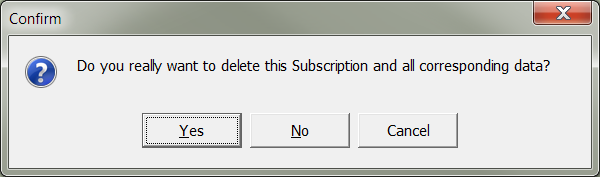 Confirm
Do you really want to delete this Subscription and all corresponding data?
Yes
No
Cancel